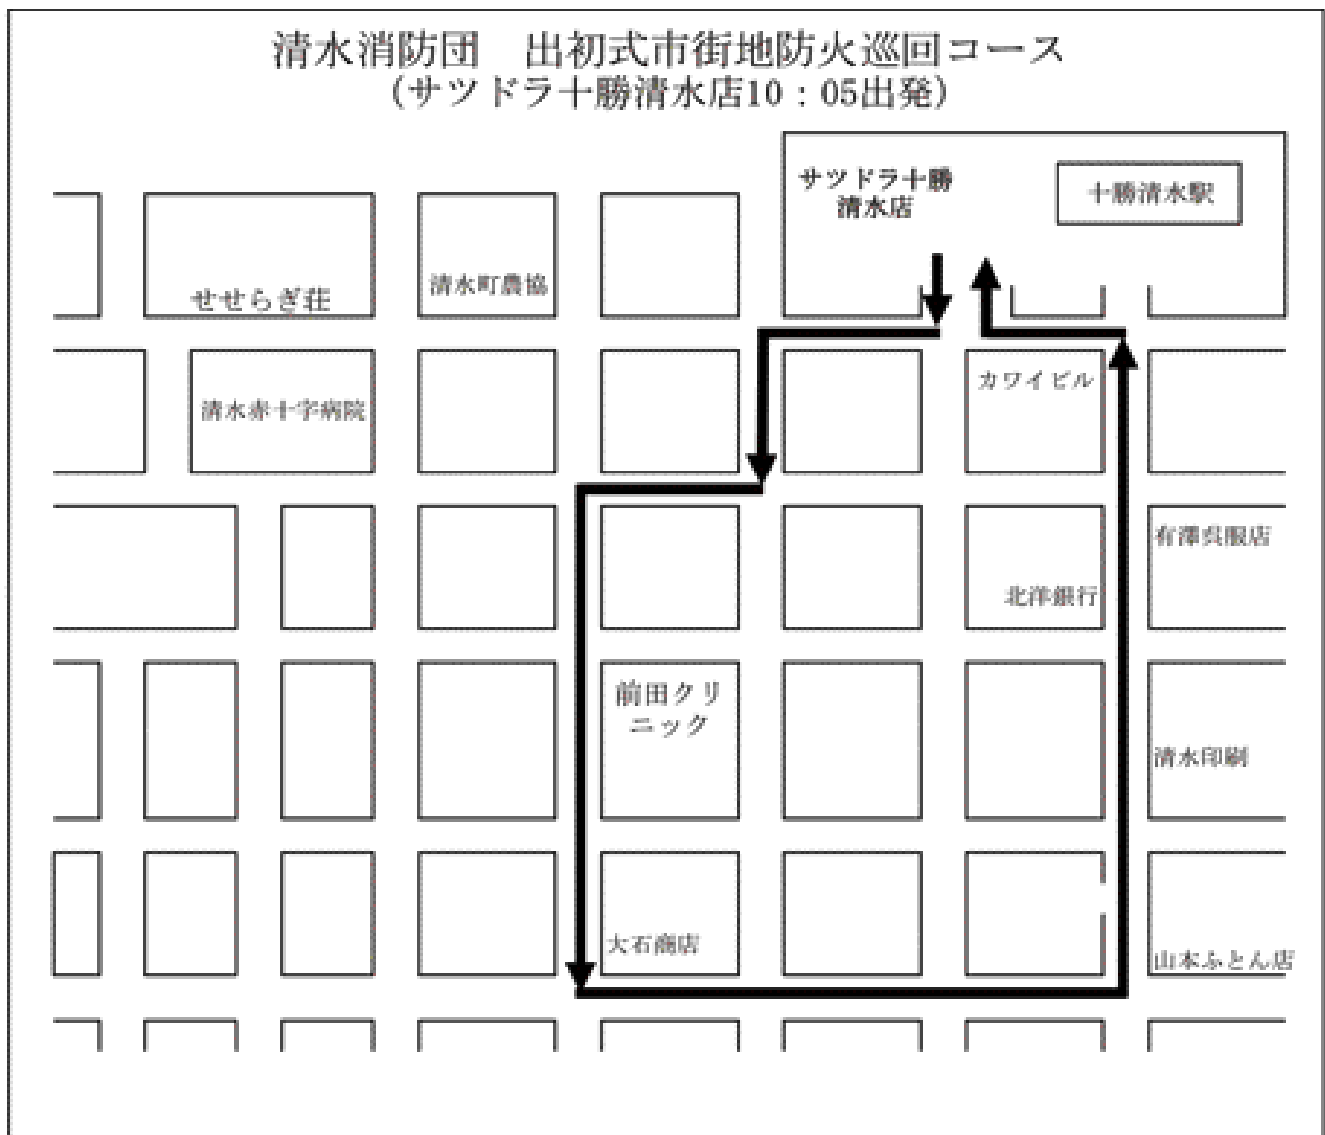 清水消防団　出初式市街地防火巡回コース
（サツドラ十勝清水店10：05出発）
サツドラ十勝
清水店
十勝清水駅
せせらぎ荘
清水町農協
清水赤十字病院
カワイビル
有澤呉服店
北洋銀行
前田クリ
ニック
清水印刷
大石商店
山本ふとん店